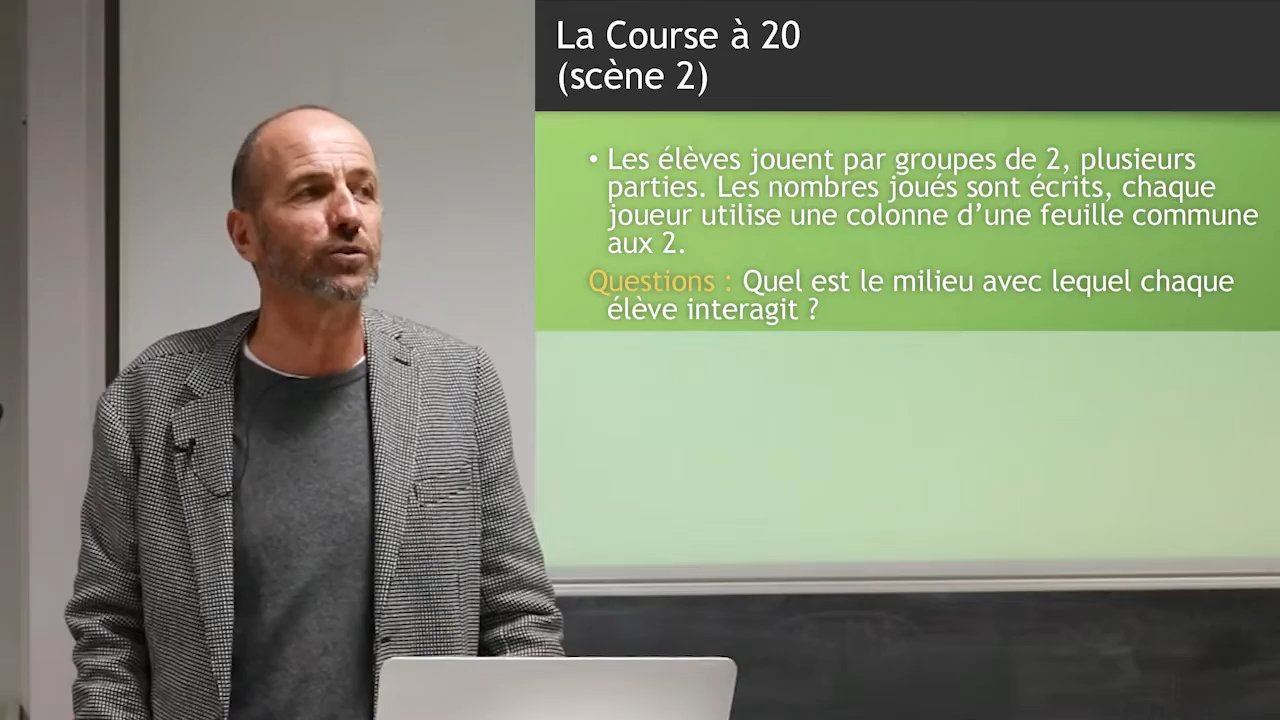 La Course à 20
(scène 2)
• Les élèves jouent par groupes de 2, plusieurs
parties. Les nombres joués sont écrits, chaque
joueur utilise une colonne d’une feuille commune
aux 2.
Questions : Quel est le milieu avec lequel chaque
élève interagit ?